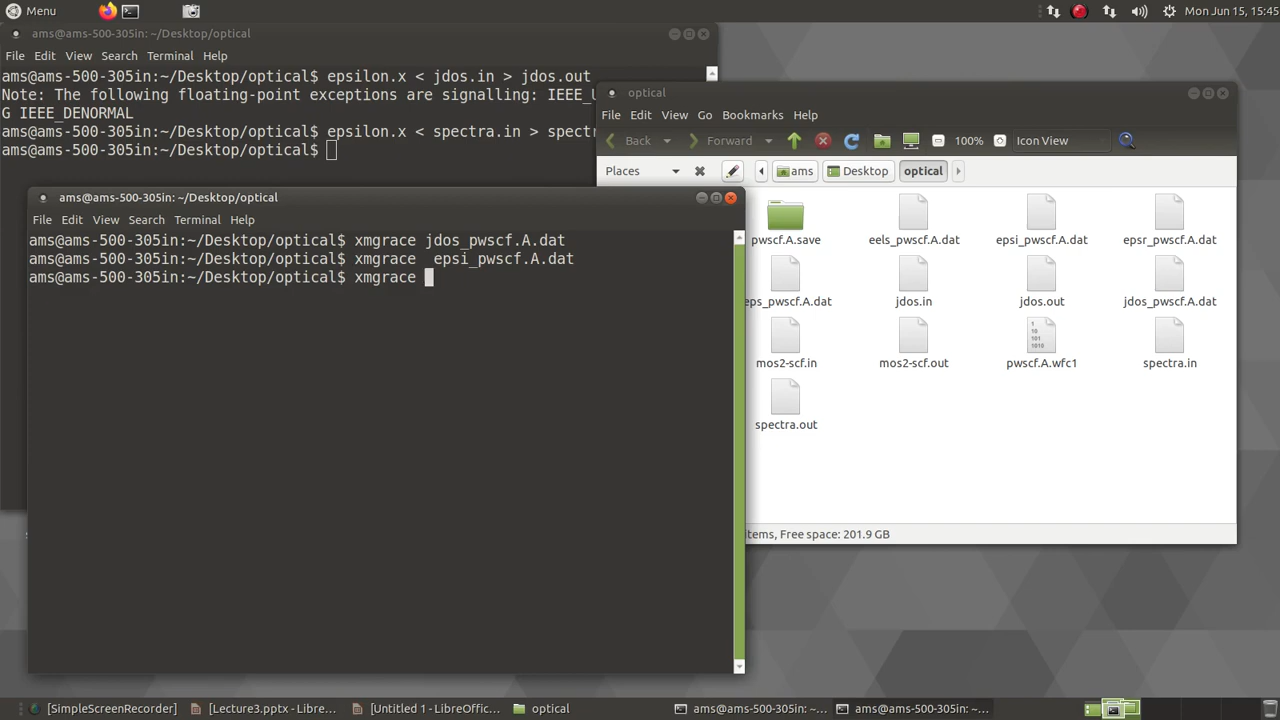 Menu
Mon Jun 15, 15:45
ams@ams-500-305in: ~/Desktop/optical
File Edit View Search Terminal Help
ams@ams-500-305in:~/Desktop/optical$ epsilon.x < jdos.in > jdos.out
Note: The following floating-point exceptions are signalling: IEEE_U
G IEEE_DENORMAL
ams@ams-500-305in:~/Desktop/optical$ epsilon.x < spectra.in > spectr
ams@ams-500-305in:~/Desktop/optical$
optical
File Edit View Go Bookmarks Help
Back Forward 100% Icon View
Places ams Desktop optical
pwscf.A.save eels_pwscf.A.dat epsi_pwscf.A.dat epsr_pwscf.A.dat
eps_pwscf.A.dat jdos.in jdos.out jdos_pwscf.A.dat
1
10
101
1010
mos2-scf.in mos2-scf.out pwscf.A.wfc1 spectra.in
spectra.out
items, Free space: 201.9 GB
ams@ams-500-305in: ~/Desktop/optical
File Edit View Search Terminal Help
ams@ams-500-305in:~/Desktop/optical$ xmgrace jdos_pwscf.A.dat
ams@ams-500-305in:~/Desktop/optical$ xmgrace  epsi_pwscf.A.dat
ams@ams-500-305in:~/Desktop/optical$ xmgrace
[SimpleScreenRecorder] [Lecture3.pptx - Libre... [Untitled 1 - LibreOffic... optical ams@ams-500-305in: ~/... ams@ams-500-305in: ~/...